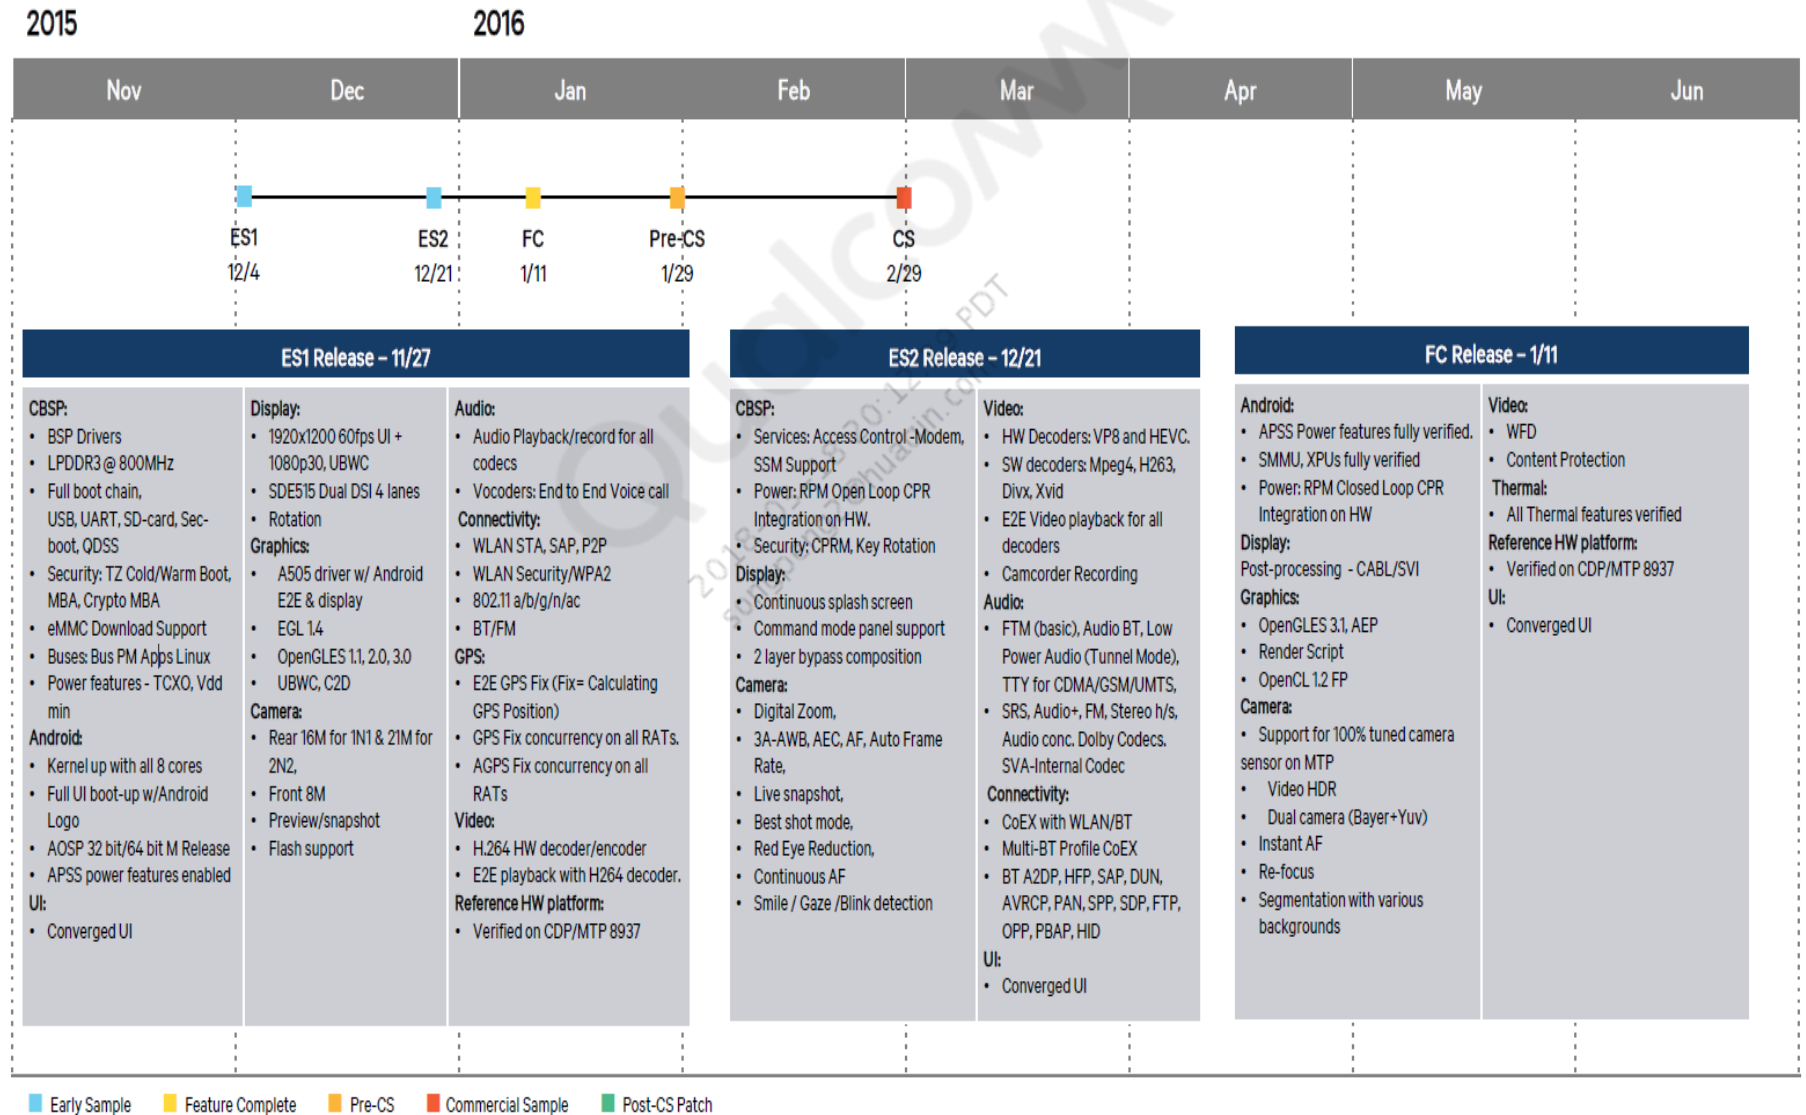 2015
2016
Nov
Dec
Jan
Feb
Mar
Apr
May
Jun
ES1
12/4
ES2
12/21
FC
1/11
Pre-CS
1/29
CS
2/29
ES1 Release – 11/27
CBSP:
• BSP Drivers
• LPDDR3 @ 800MHz
• Full boot chain,
USB, UART, SD-card, Sec-
boot, QDSS
• Security: TZ Cold/Warm Boot,
MBA, Crypto MBA
• eMMC Download Support
• Buses: Bus PM Apps Linux
• Power features - TCXO, Vdd
min
Android:
• Kernel up with all 8 cores
• Full UI boot-up w/Android
Logo
• AOSP 32 bit/64 bit M Release
• APSS power features enabled
UI:
• Converged UI
Display:
• 1920x1200 60fps UI +
1080p30, UBWC
• SDE515 Dual DSI 4 lanes
• Rotation
Graphics:
• A505 driver w/ Android
E2E & display
• EGL 1.4
• OpenGLES 1.1, 2.0, 3.0
• UBWC, C2D
Camera:
• Rear 16M for 1N1 & 21M for
2N2,
• Front 8M
• Preview/snapshot
• Flash support
Audio:
• Audio Playback/record for all
codecs
• Vocoders: End to End Voice call
Connectivity:
• WLAN STA, SAP, P2P
• WLAN Security/WPA2
• 802.11 a/b/g/n/ac
• BT/FM
GPS:
• E2E GPS Fix (Fix= Calculating
GPS Position)
• GPS Fix concurrency on all RATs.
• AGPS Fix concurrency on all
RATs
Video:
• H.264 HW decoder/encoder
• E2E playback with H264 decoder.
Reference HW platform:
• Verified on CDP/MTP 8937
ES2 Release – 12/21
CBSP:
• Services: Access Control -Modem,
SSM Support
• Power: RPM Open Loop CPR
Integration on HW.
• Security: CPRM, Key Rotation
Display:
• Continuous splash screen
• Command mode panel support
• 2 layer bypass composition
Camera:
• Digital Zoom,
• 3A-AWB, AEC, AF, Auto Frame
Rate,
• Live snapshot,
• Best shot mode,
• Red Eye Reduction,
• Continuous AF
• Smile / Gaze /Blink detection
Video:
• HW Decoders: VP8 and HEVC.
• SW decoders: Mpeg4, H263,
Divx, Xvid
• E2E Video playback for all
decoders
• Camcorder Recording
Audio:
• FTM (basic), Audio BT, Low
Power Audio (Tunnel Mode),
TTY for CDMA/GSM/UMTS,
• SRS, Audio+, FM, Stereo h/s,
Audio conc. Dolby Codecs.
SVA-Internal Codec
Connectivity:
• CoEX with WLAN/BT
• Multi-BT Profile CoEX
• BT A2DP, HFP, SAP, DUN,
AVRCP, PAN, SPP, SDP, FTP,
OPP, PBAP, HID
UI:
• Converged UI
FC Release – 1/11
Android:
• APSS Power features fully verified.
• SMMU, XPUs fully verified
• Power: RPM Closed Loop CPR
Integration on HW
Display:
Post-processing - CABL/SVI
Graphics:
• OpenGLES 3.1, AEP
• Render Script
• OpenCL 1.2 FP
Camera:
• Support for 100% tuned camera
sensor on MTP
• Video HDR
• Dual camera (Bayer+Yuv)
• Instant AF
• Re-focus
• Segmentation with various
backgrounds
Video:
• WFD
• Content Protection
Thermal:
• All Thermal features verified
Reference HW platform:
• Verified on CDP/MTP 8937
UI:
• Converged UI
Early Sample
Feature Complete
Pre-CS
Commercial Sample
Post-CS Patch
Qualcomm
PDT